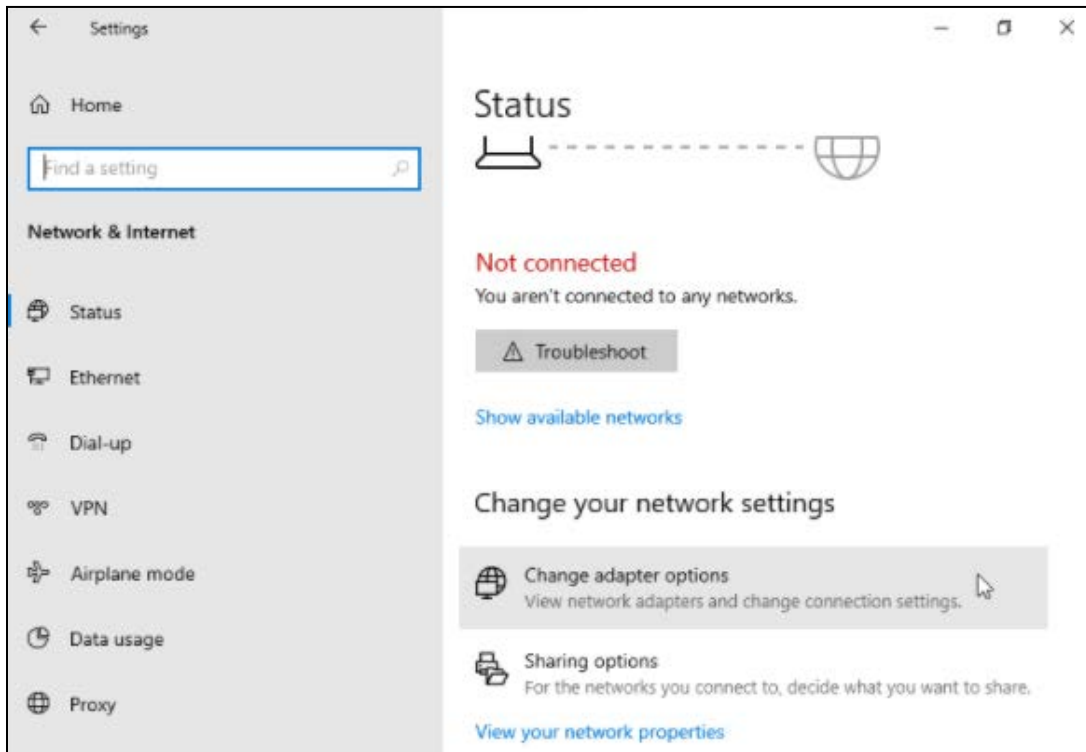 Settings
Home
Find a setting
Network & Internet
Status
Ethernet
Dial-up
VPN
Airplane mode
Data usage
Proxy
Status
Not connected
You aren't connected to any networks.
Troubleshoot
Show available networks
Change your network settings
Change adapter options
View network adapters and change connection settings.
Sharing options
For the networks you connect to, decide what you want to share.
View your network properties